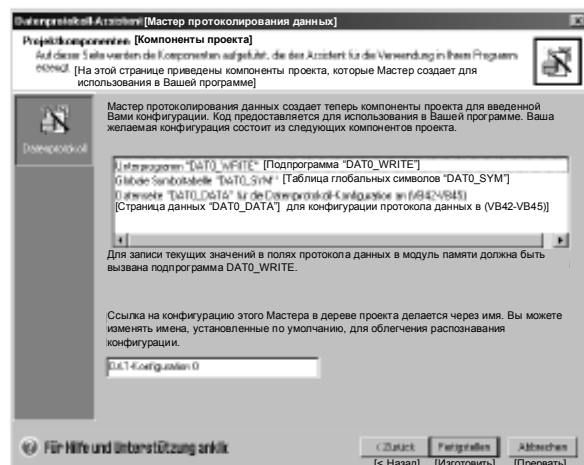 Datenprotokoll-Assistent [Мастер протоколирования данных]
Projektkomponenten [Компоненты проекта]
Auf dieser Seite werden die Komponenten aufgeführt, die der Assistent für die Verwendung in Ihrem Programm
erzeugt. [На этой странице приведены компоненты проекта, которые Мастер создает для
использования в Вашей программе]
Datenprotokoll
Мастер протоколирования данных создает теперь компоненты проекта для введенной
Вами конфигурации. Код предоставляется для использования в Вашей программе. Ваша
желаемая конфигурация состоит из следующих компонентов проекта.
Unterprogramm "DAT0_WRITE" [Подпрограмма "DAT0_WRITE"]
Globale Symboltabelle "DAT0_SYM" [Таблица глобальных символов "DAT0_SYM"]
Datenseite "DAT0_DATA" für die Datenprotokoll-Konfiguration an (VB42-VB45)
[Страница данных "DAT0_DATA"] для конфигурации протокола данных в (VB42-VB45)]
Для записи текущих значений в полях протокола данных в модуль памяти должна быть
вызвана подпрограмма DAT0_WRITE.
Ссылка на конфигурацию этого Мастера в дереве проекта делается через имя. Вы можете
изменять имена, установленные по умолчанию, для облегчения распознавания
конфигурации.
DAT-Konfiguration 0
Für Hilfe und Unterstützung anklik
< Zurück Fertigstellen Abbrechen
[< Назад] [Изготовить] [Прервать]